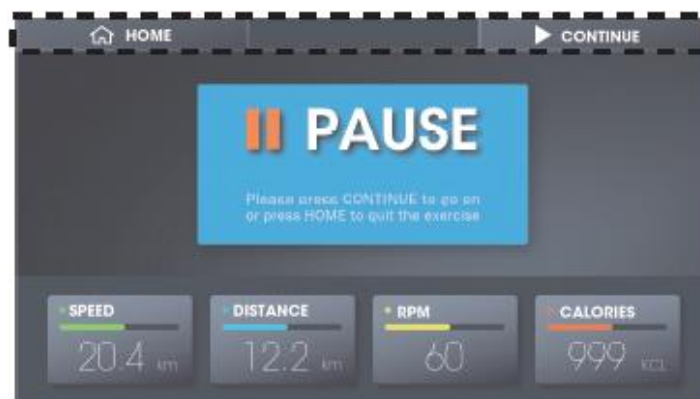 HOME
CONTINUE
PAUSE
Please press CONTINUE to go on
or press HOME to quit the exercise
SPEED
DISTANCE
RPM
CALORIES
20.4 km
12.2 km
60
999 KCL